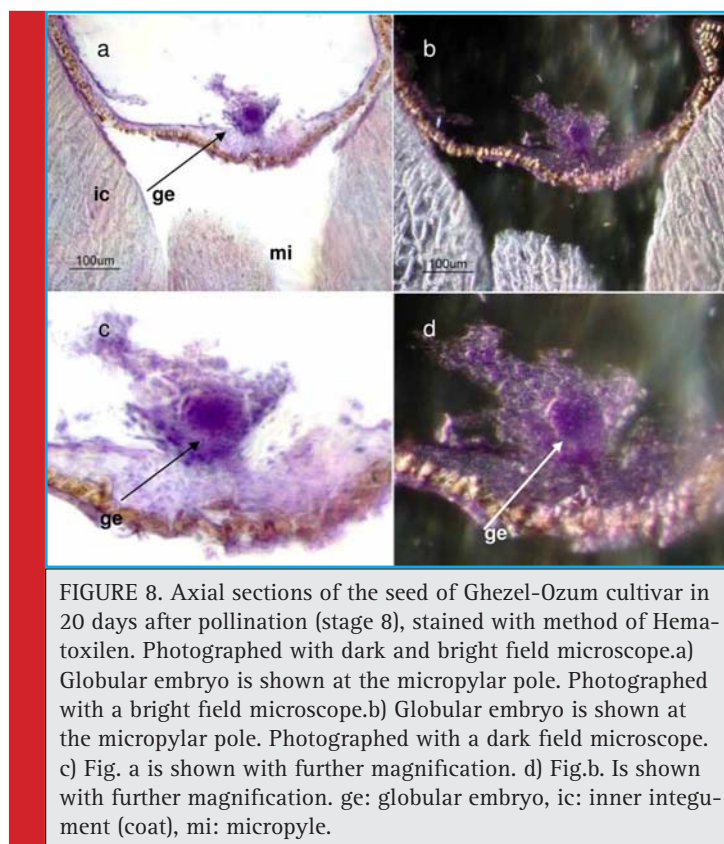 a
b
ge
ic
mi
100um
100um
c
d
ge
ge
FIGURE 8. Axial sections of the seed of Ghezel-Ozum cultivar in
20 days after pollination (stage 8), stained with method of Hema-
toxilen. Photographed with dark and bright field microscope.a)
Globular embryo is shown at the micropylar pole. Photographed
with a bright field microscope.b) Globular embryo is shown at
the micropylar pole. Photographed with a dark field microscope.
c) Fig. a is shown with further magnification. d) Fig.b. Is shown
with further magnification. ge: globular embryo, ic: inner integu-
ment (coat), mi: micropyle.